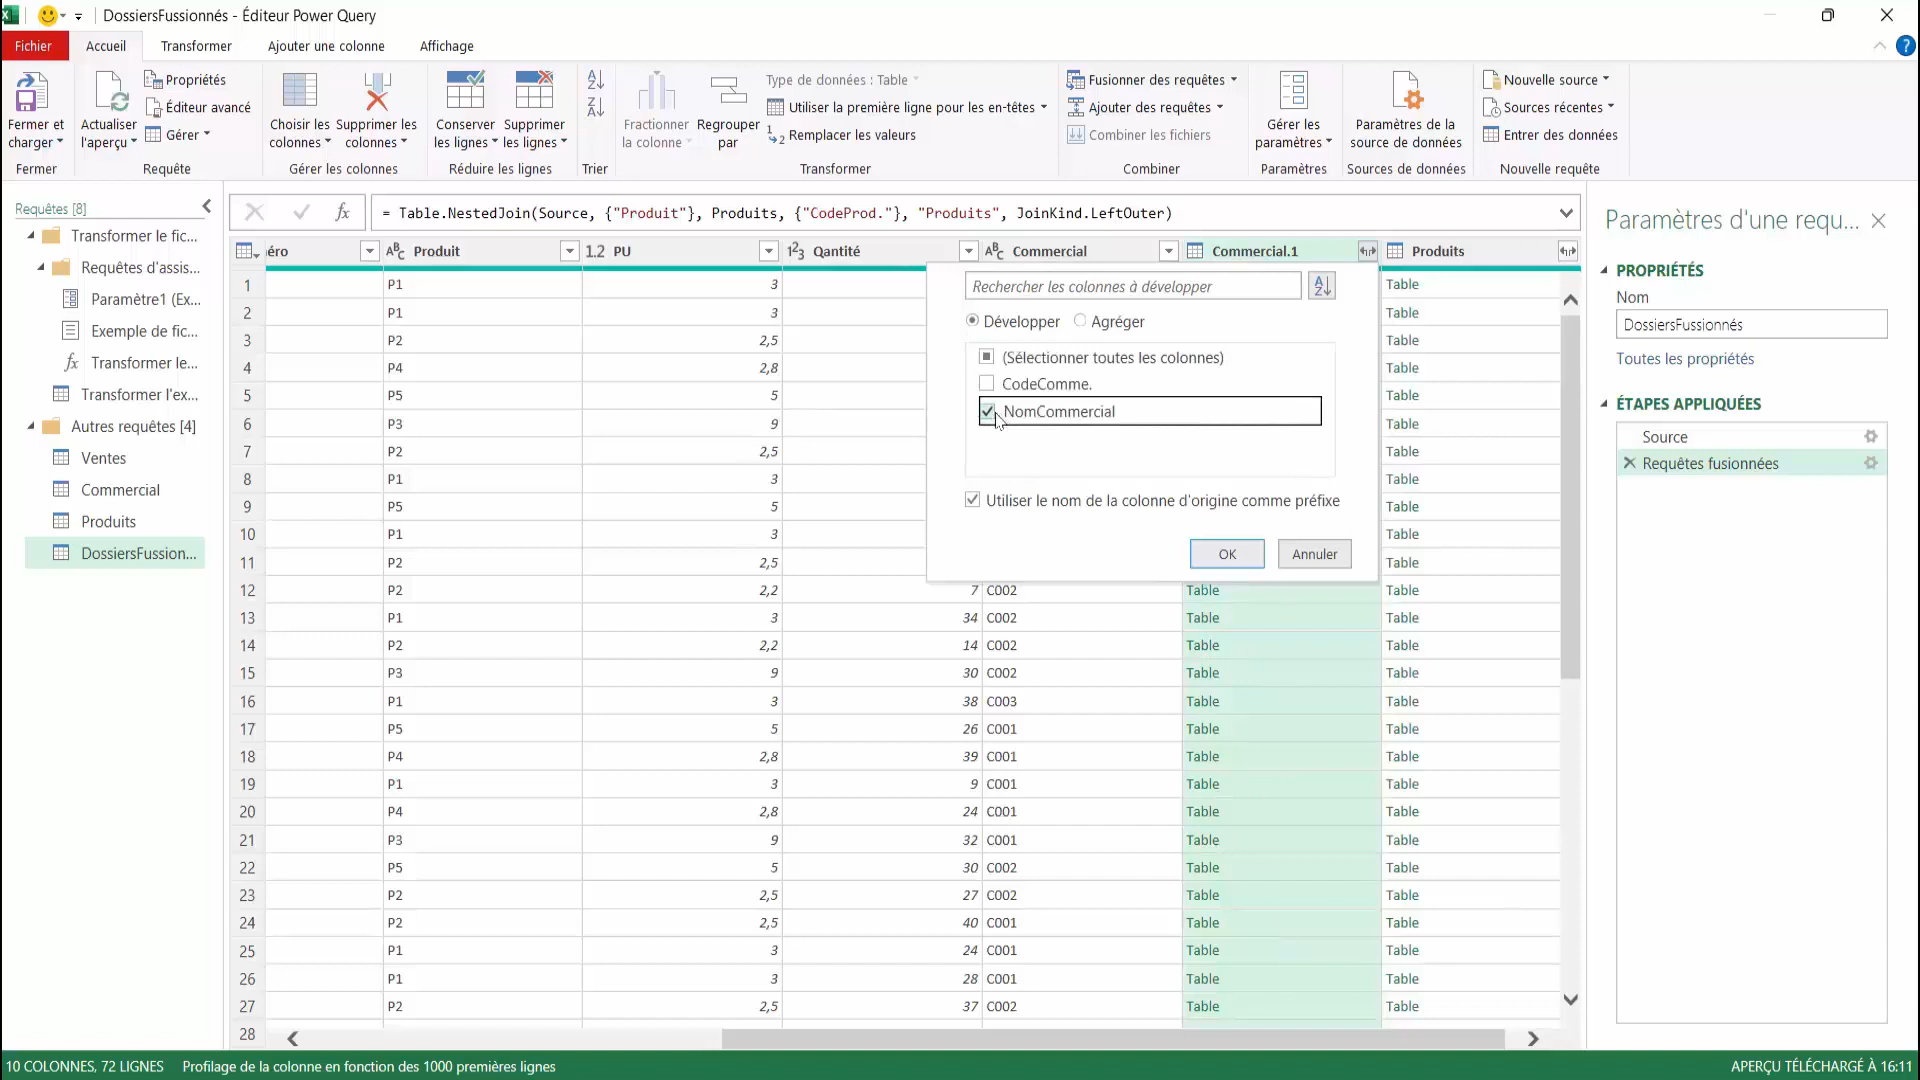 DossiersFussionnés - Éditeur Power Query
Fichier
Accueil
Transformer
Ajouter une colonne
Affichage
Fermer et
charger
Fermer
Actualiser
l'aperçu
Propriétés
Éditeur avancé
Gérer
Requête
Choisir les
colonnes
Supprimer les
colonnes
Gérer les colonnes
Conserver
les lignes
Supprimer
les lignes
Réduire les lignes
Trier
Fractionner
la colonne
Regrouper
par
Type de données : Table
Utiliser la première ligne pour les en-têtes
Remplacer les valeurs
Transformer
Fusionner des requêtes
Ajouter des requêtes
Combiner les fichiers
Combiner
Gérer les
paramètres
Paramètres
Paramètres de la
source de données
Sources de données
Nouvelle source
Sources récentes
Entrer des données
Nouvelle requête
Requêtes [8]
Transformer le fic...
Requêtes d'assis...
Paramètre1 (Ex...
Exemple de fic...
fx Transformer le...
Transformer l'ex...
Autres requêtes [4]
Ventes
Commercial
Produits
DossiersFussion...
fx = Table.NestedJoin(Source, {"Produit"}, Produits, {"CodeProd."}, "Produits", JoinKind.LeftOuter)
éro ABC Produit 1.2 PU 123 Qantité ABC Commercial Commercial.1 Produits
1 P1 3 Table
2 P1 3 Table
3 P2 2,5 Table
4 P4 2,8 Table
5 P5 5 Table
6 P3 9 Table
7 P2 2,5 Table
8 P1 3 Table
9 P5 5 Table
10 P1 3 Table
11 P2 2,5 Table
12 P2 2,2 7 C002 Table Table
13 P1 3 34 C002 Table Table
14 P2 2,2 14 C002 Table Table
15 P3 9 30 C002 Table Table
16 P1 3 38 C003 Table Table
17 P5 5 26 C001 Table Table
18 P4 2,8 39 C001 Table Table
19 P1 3 9 C001 Table Table
20 P4 2,8 24 C001 Table Table
21 P3 9 32 C001 Table Table
22 P5 5 30 C002 Table Table
23 P2 2,5 27 C002 Table Table
24 P2 2,5 40 C001 Table Table
25 P1 3 24 C001 Table Table
26 P1 3 28 C001 Table Table
27 P2 2,5 37 C002 Table Table
28
Rechercher les colonnes à développer
Développer Agréger
(Sélectionner toutes les colonnes)
CodeComme.
NomCommercial
Utiliser le nom de la colonne d'origine comme préfixe
OK Annuler
Paramètres d'une requ...
PROPRIÉTÉS
Nom
DossiersFusionnés
Toutes les propriétés
ÉTAPES APPLIQUÉES
Source
Requêtes fusionnées
10 COLONNES, 72 LIGNES Profilage de la colonne en fonction des 1000 premières lignes APERÇU TÉLÉCHARGÉ À 16:11